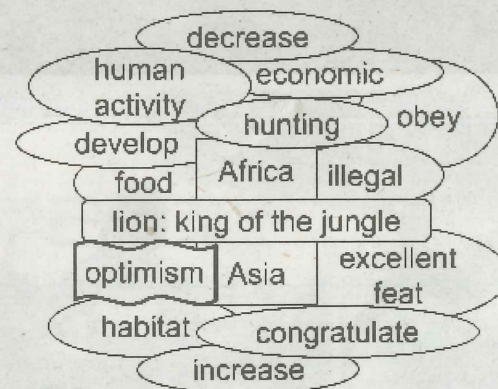 decrease
human
activity
economic
obey
hunting
develop
Africa
food
illegal
lion: king of the jungle
optimism
Asia
excellent
feat
habitat
congratulate
increase